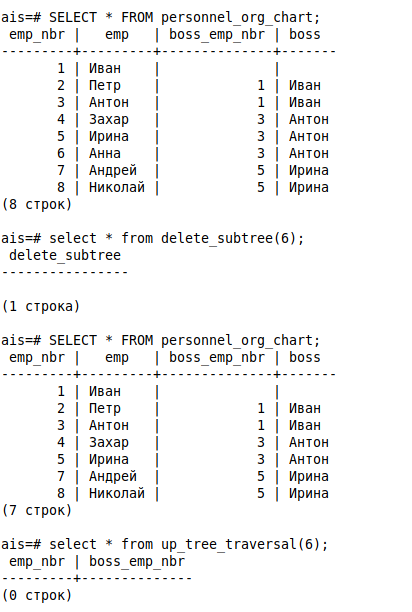 ais=# SELECT * FROM personnel_org_chart;
 emp_nbr |   emp   | boss_emp_nbr | boss
---------+---------+--------------+-------
       1 | Иван    |              |
       2 | Петр    |            1 | Иван
       3 | Антон   |            1 | Иван
       4 | Захар   |            3 | Антон
       5 | Ирина   |            3 | Антон
       6 | Анна    |            3 | Антон
       7 | Андрей  |            5 | Ирина
       8 | Николай |            5 | Ирина
(8 строк)

ais=# select * from delete_subtree(6);
 delete_subtree
----------------

(1 строка)

ais=# SELECT * FROM personnel_org_chart;
 emp_nbr |   emp   | boss_emp_nbr | boss
---------+---------+--------------+-------
       1 | Иван    |              |
       2 | Петр    |            1 | Иван
       3 | Антон   |            1 | Иван
       4 | Захар   |            3 | Антон
       5 | Ирина   |            3 | Антон
       7 | Андрей  |            5 | Ирина
       8 | Николай |            5 | Ирина
(7 строк)

ais=# select * from up_tree_traversal(6);
 emp_nbr | boss_emp_nbr
---------+--------------
(0 строк)